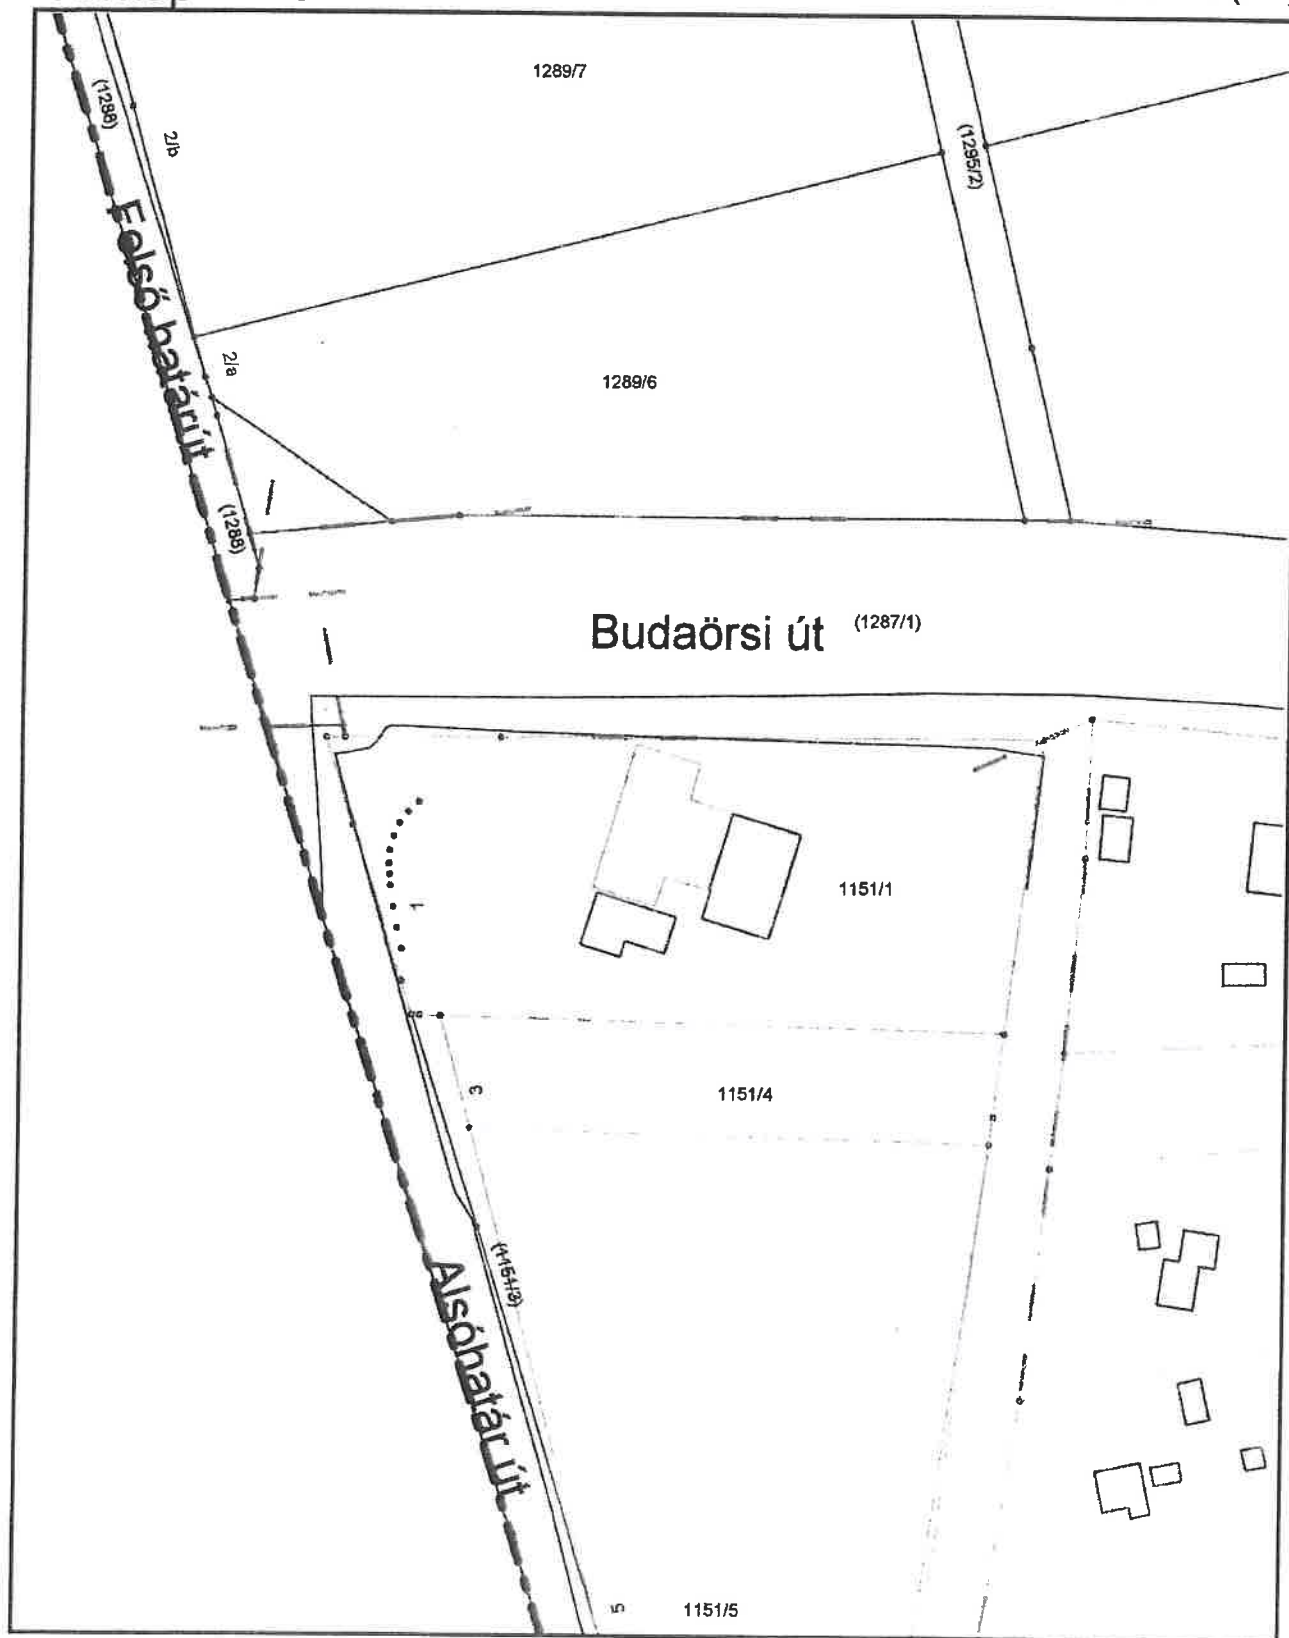 1289/7
(1288)
2/b
(1295/2)
Felső határút
2/a
1289/6
(1288)
Budaörsi út (1287/1)
1151/1
1
3
1151/4
(1151/3)
Alsóhatár út
5
1151/5